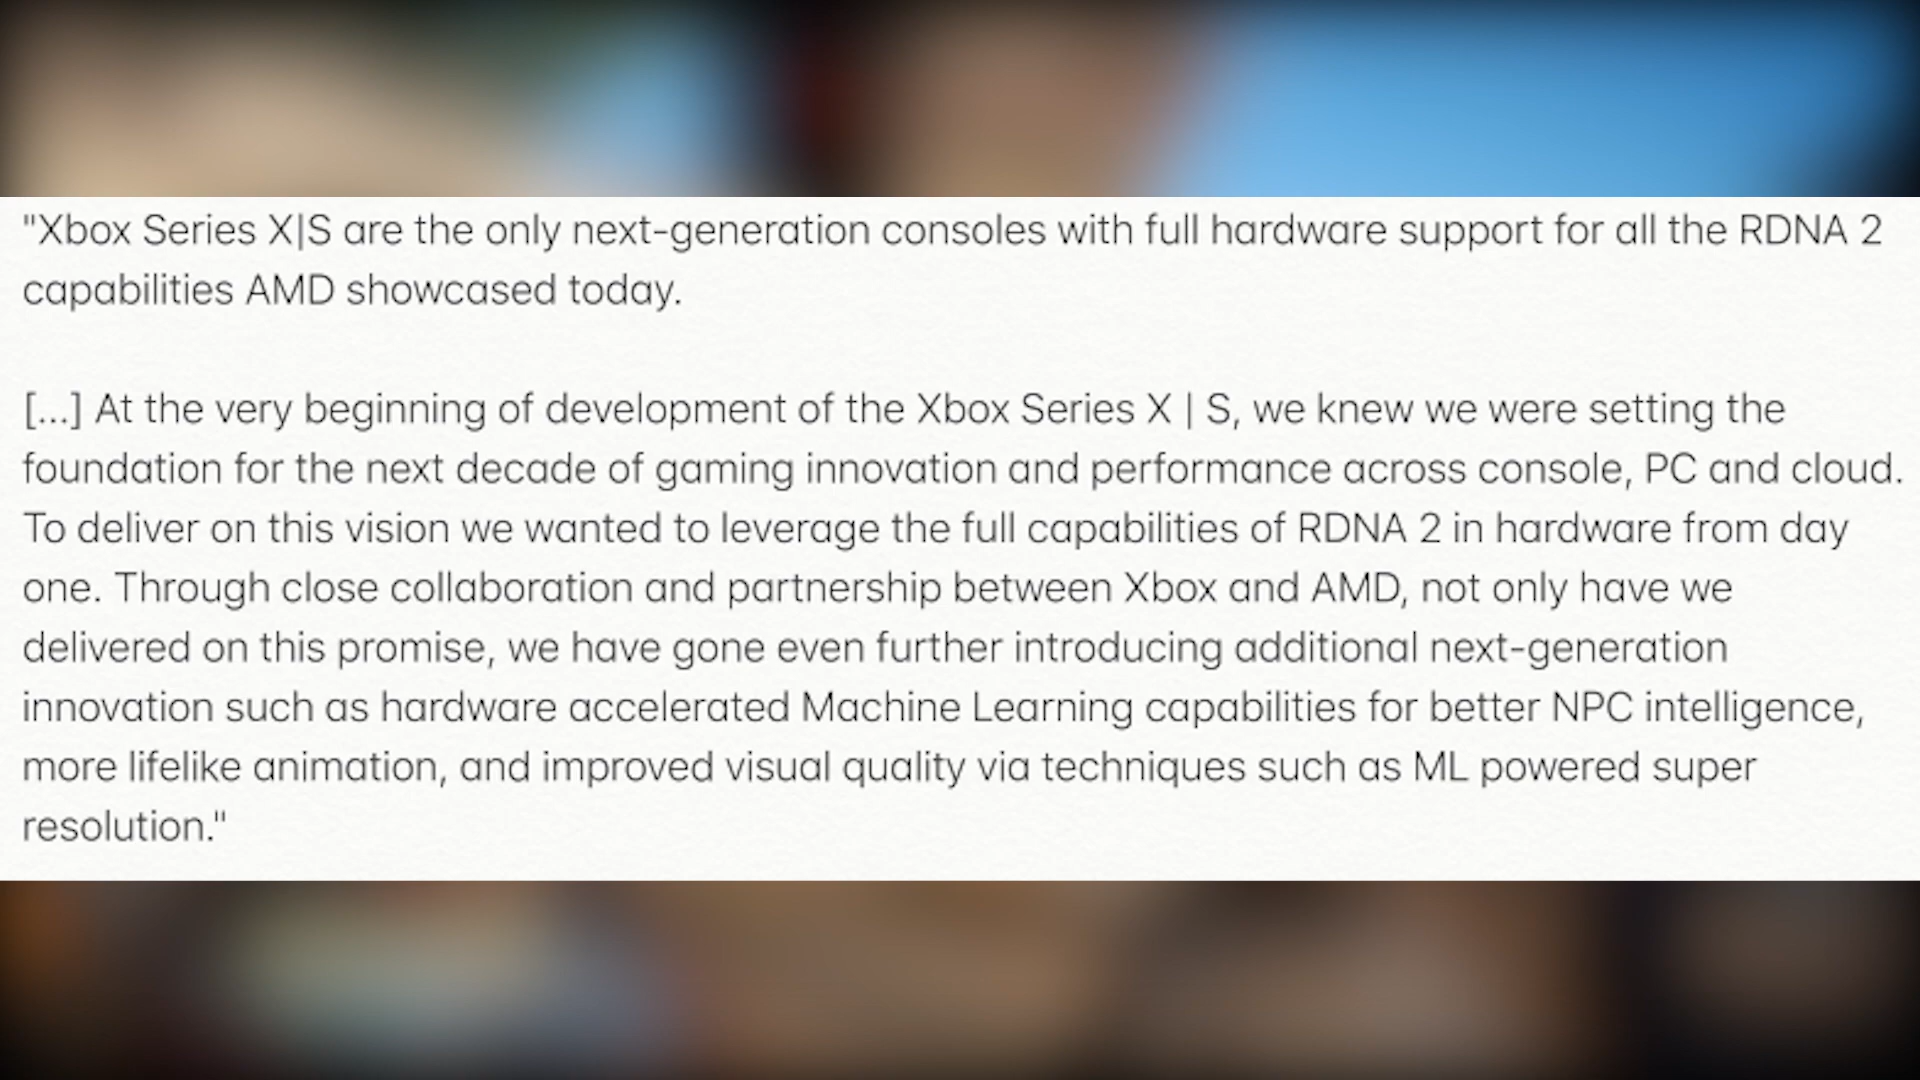 "Xbox Series X|S are the only next-generation consoles with full hardware support for all the RDNA 2
capabilities AMD showcased today.
[...] At the very beginning of development of the Xbox Series X | S, we knew we were setting the
foundation for the next decade of gaming innovation and performance across console, PC and cloud.
To deliver on this vision we wanted to leverage the full capabilities of RDNA 2 in hardware from day
one. Through close collaboration and partnership between Xbox and AMD, not only have we
delivered on this promise, we have gone even further introducing additional next-generation
innovation such as hardware accelerated Machine Learning capabilities for better NPC intelligence,
more lifelike animation, and improved visual quality via techniques such as ML powered super
resolution."